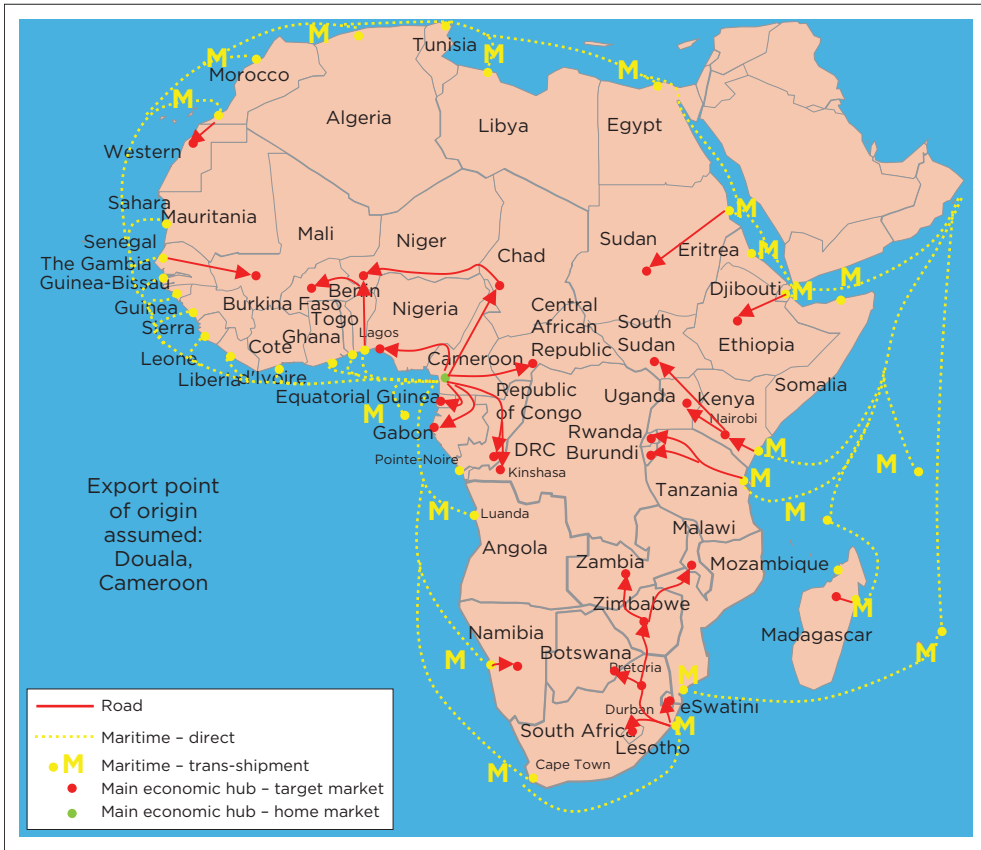 Tunisia
M
M
M
M
Morocco
M
M
Algeria
Libya
Egypt
Western
Sahara
Mauritania
M
Mali
Niger
Chad
Sudan
Eritrea
M
Senegal
The Gambia
Guinea-Bissau
Djibouti
M
M
Burkina Faso
Benin
Nigeria
Central
African
Republic
South
Sudan
Guinea
Togo
Sierra
Ghana
Lagos
Ethiopia
Leone
Cote
d'Ivoire
Cameroon
Liberia
Somalia
Equatorial Guinea
Republic
of Congo
Uganda
Kenya
Nairobi
M
Gabon
Rwanda
M
DRC
Burundi
Pointe-Noire
Kinshasa
M
Tanzania
M
Export point
of origin
assumed:
Douala,
Cameroon
M
Luanda
M
Malawi
Angola
Zambia
Mozambique
Zimbabwe
M
Madagascar
Namibia
M
Botswana
M
Pretoria
M
Durban
eSwatini
South Africa
M
Lesotho
M
Cape Town
Road
Maritime – direct
M Maritime – trans-shipment
Main economic hub – target market
Main economic hub – home market